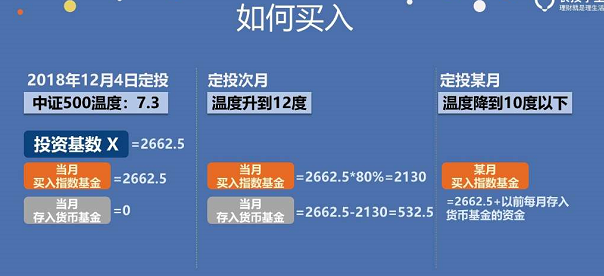 理财就是理生活
如何买入
2018年12月4日定投
中证500温度：7.3
投资基数 X =2662.5
当月
买入指数基金 =2662.5
当月
存入货币基金 =0
定投次月
温度升到12度
当月
买入指数基金 =2662.5*80%=2130
当月
存入货币基金 =2662.5-2130=532.5
定投某月
温度降到10度以下
某月
买入指数基金
=2662.5+以前每月存入
货币基金的资金